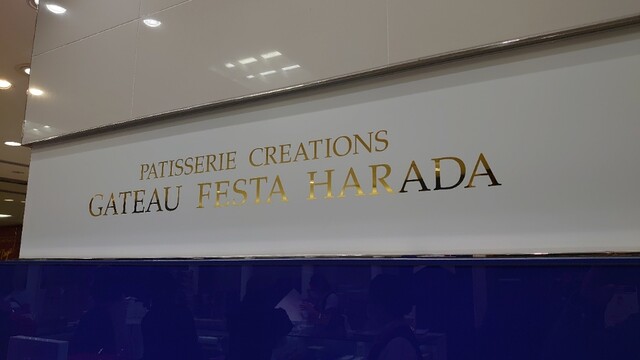 PATISSERIE CREATIONS
GATEAU FESTA HARADA